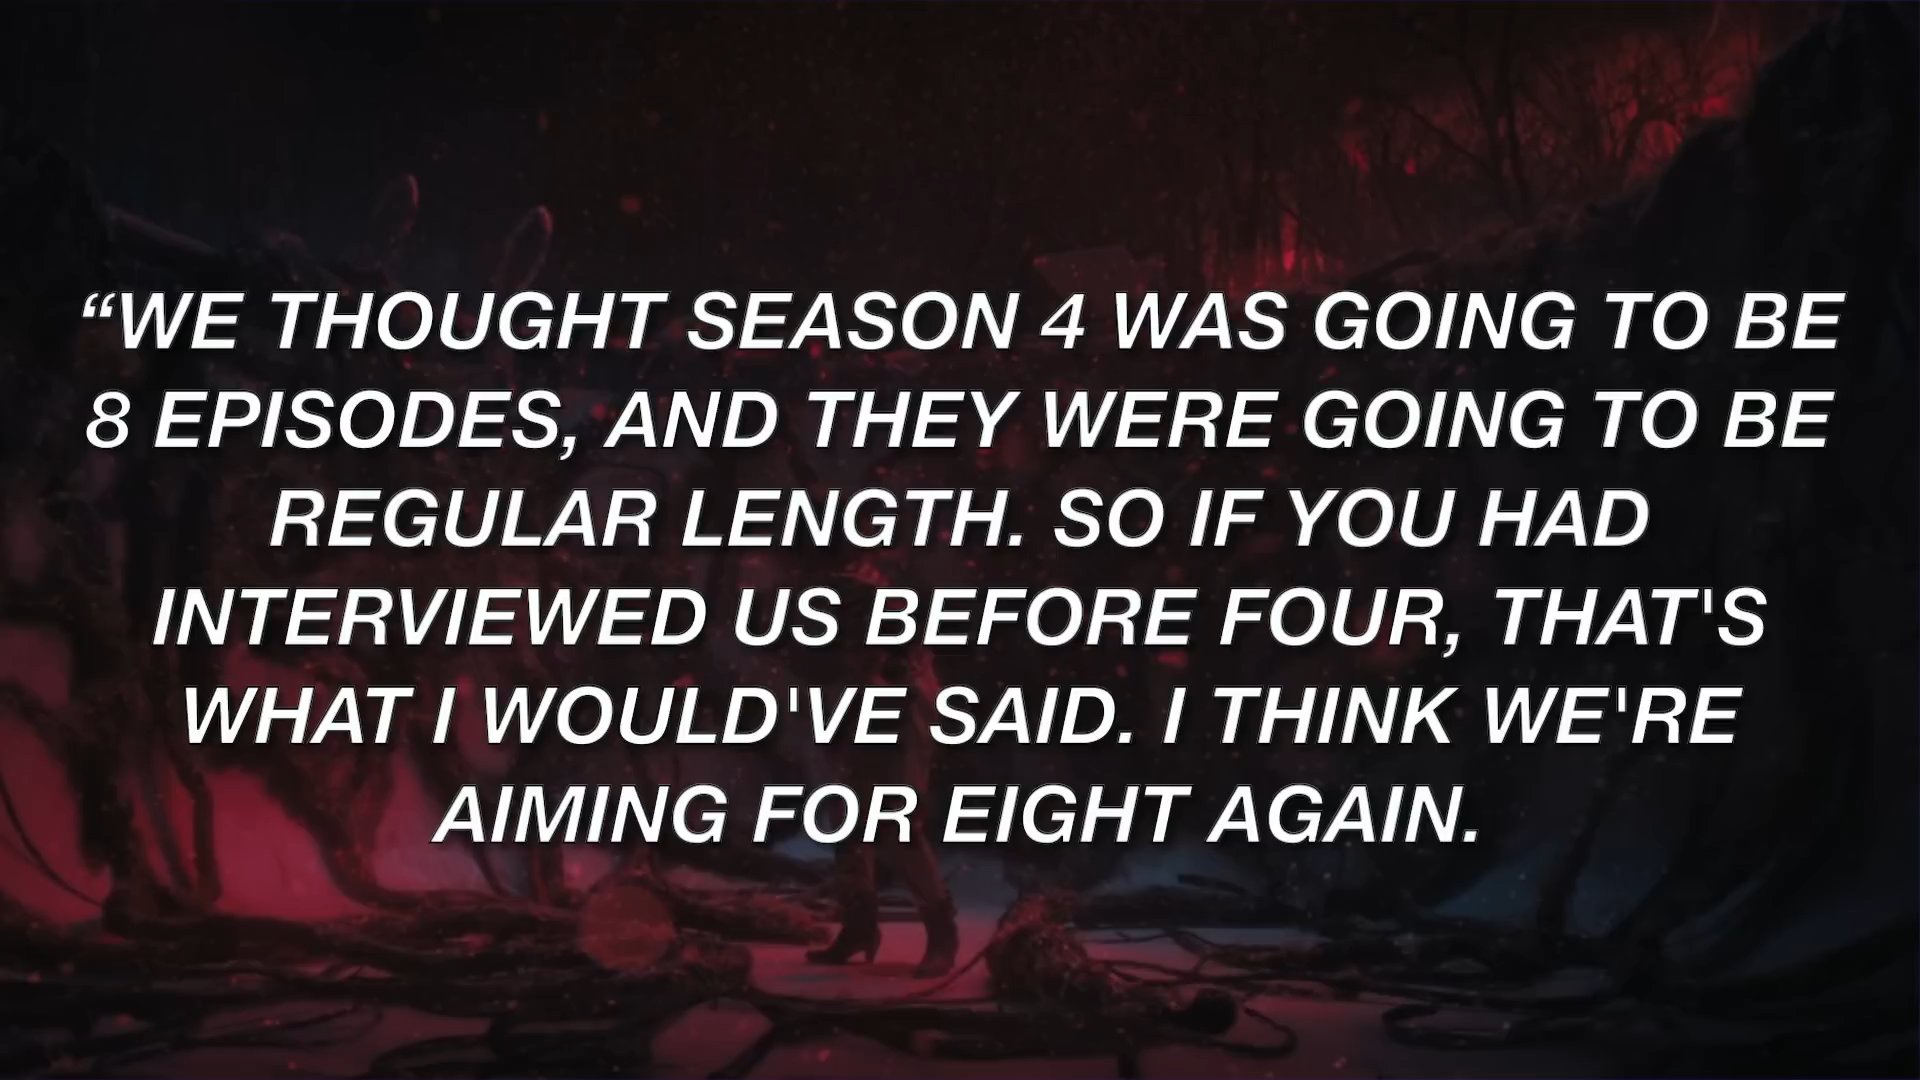 “WE THOUGHT SEASON 4 WAS GOING TO BE
8 EPISODES, AND THEY WERE GOING TO BE
REGULAR LENGTH. SO IF YOU HAD
INTERVIEWED US BEFORE FOUR, THAT'S
WHAT I WOULD'VE SAID. I THINK WE'RE
AIMING FOR EIGHT AGAIN.